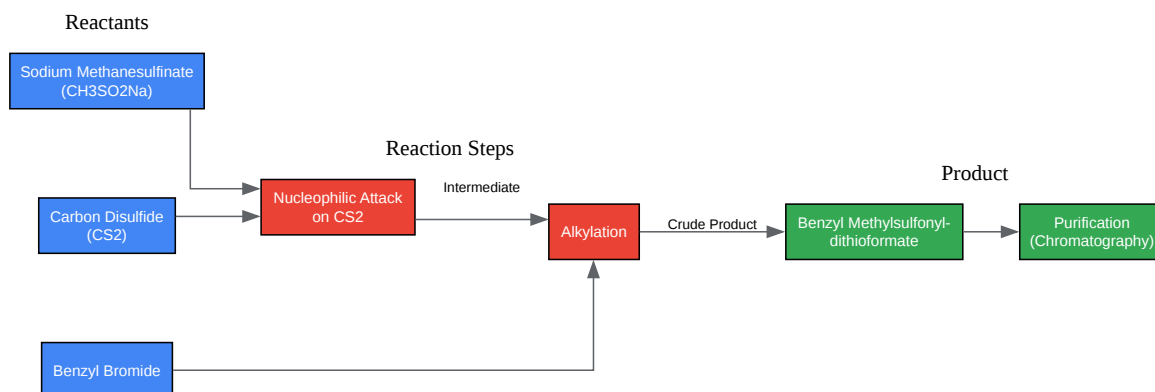 Reactants
Sodium Methanesulfinate
(CH3SO2Na)
Reaction Steps
Nucleophilic Attack
on CS2
Intermediate
Carbon Disulfide
(CS2)
Alkylation
Crude Product
Product
Benzyl Methylsulfonyl-
dithioformate
Purification
(Chromatography)
Benzyl Bromide